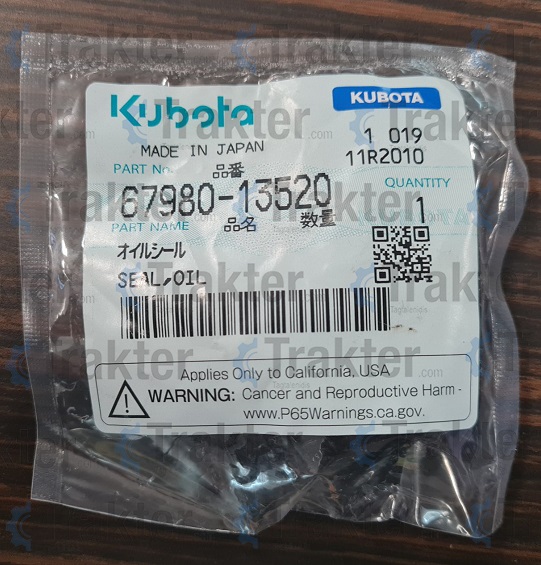 Kubota
KUBOTA
1 019
MADE IN JAPAN
11R2010
PART No. 品番
QUANTITY
67980-13520
1
PART NAME 品名 数量
オイルシール
SEAL,OIL
Applies Only to California, USA
WARNING: Cancer and Reproductive Harm -
www.P65Warnings.ca.gov.
Trakter.com